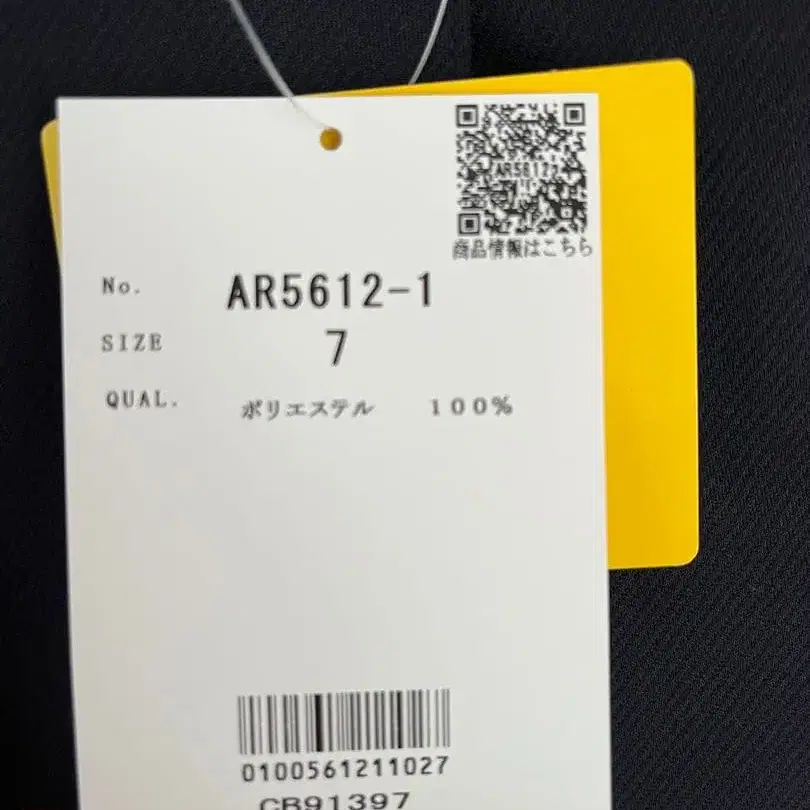 AR5612-1
商品情報はこちら
No. AR5612-1
SIZE 7
QUAL. ポリエステル 100%
0100561211027
CB91397